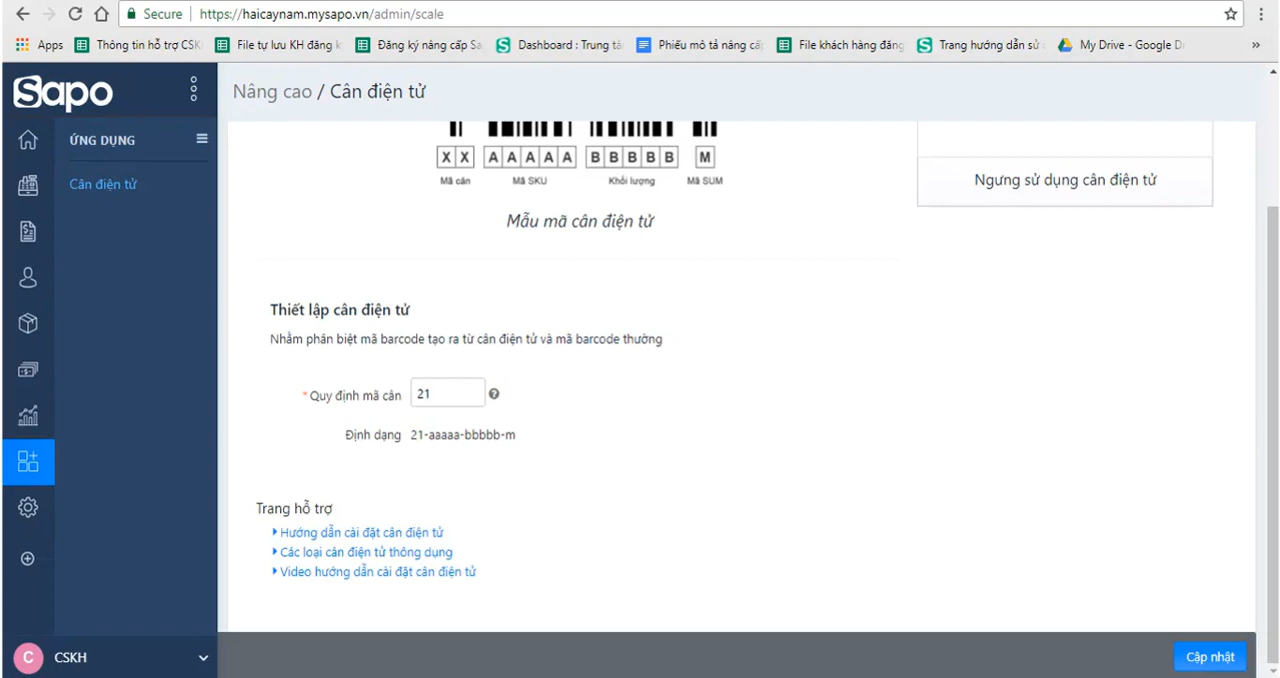 Secure | https://haicaynam.mysapo.vn/admin/scale
Apps Thông tin hỗ trợ CSK File tự lưu KH đăng k Đăng ký nâng cấp Sa Dashboard : Trung tâ Phiếu mô tả nâng cấ File khách hàng đăng Trang hướng dẫn sử My Drive - Google D »
Sapo
Nâng cao / Cân điện tử
ỨNG DỤNG
Cân điện tử
X X A A A A A B B B B B M
Mã cân Mã SKU Khối lượng Mã SUM
Mẫu mã cân điện tử
Ngưng sử dụng cân điện tử
Thiết lập cân điện tử
Nhằm phân biệt mã barcode tạo ra từ cân điện tử và mã barcode thường
* Quy định mã cân 21
Định dạng 21-aaaaa-bbbbb-m
Trang hỗ trợ
Hướng dẫn cài đặt cân điện tử
Các loại cân điện tử thông dụng
Video hướng dẫn cài đặt cân điện tử
C CSKH
Cập nhật